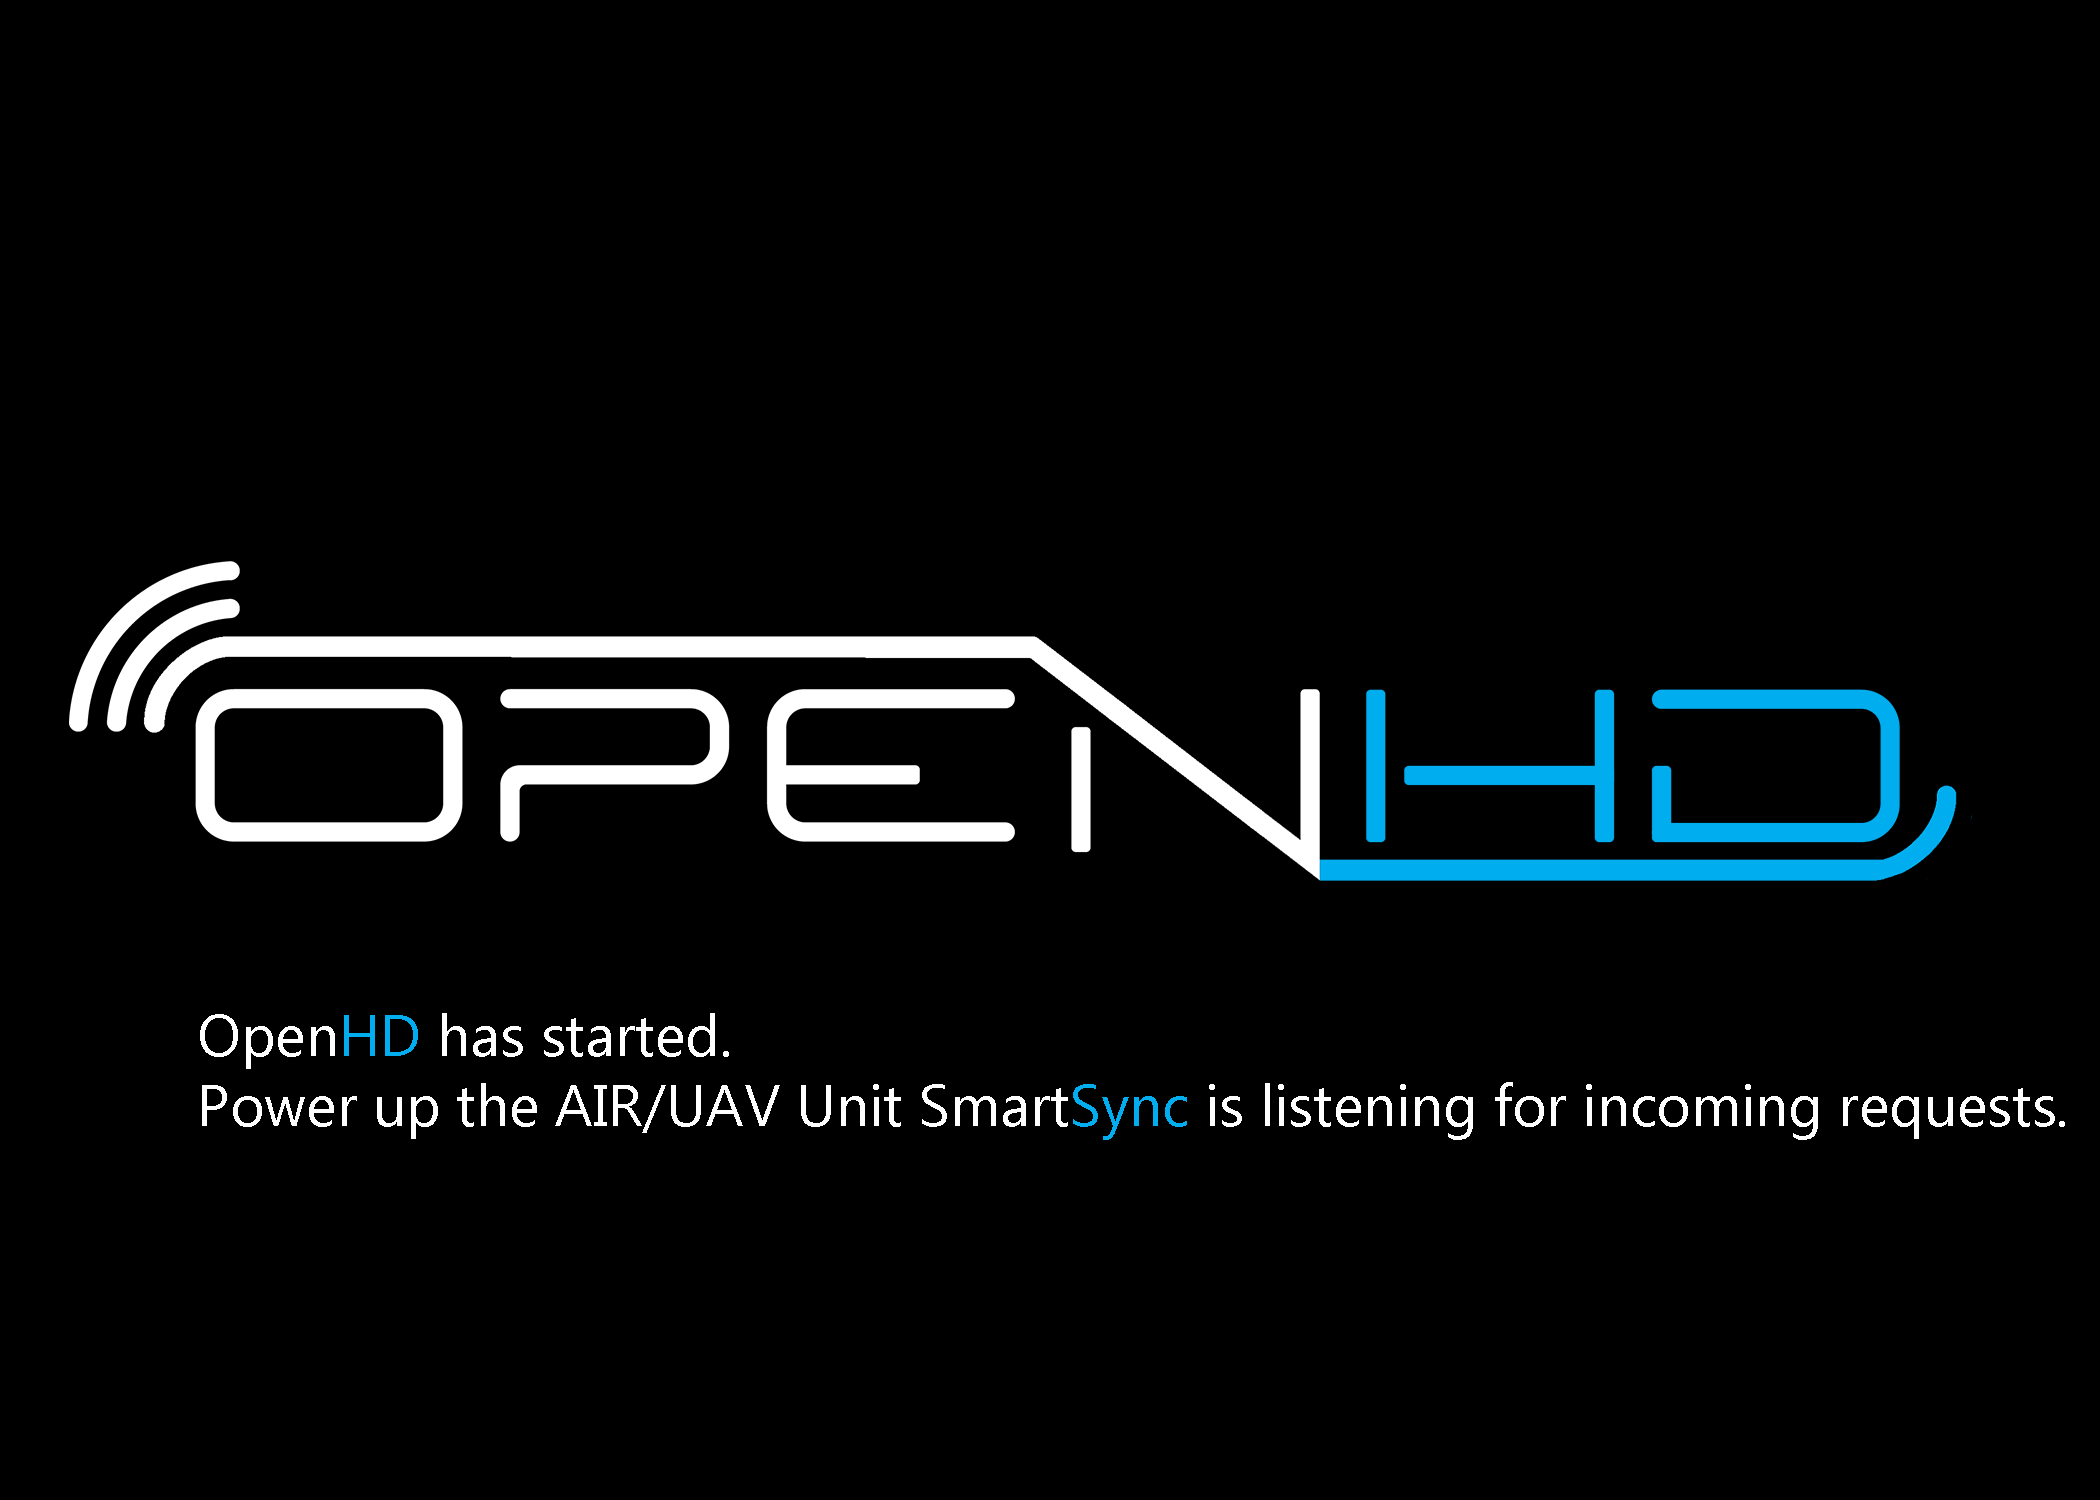 OPENHD
OpenHD has started.
Power up the AIR/UAV Unit SmartSync is listening for incoming requests.